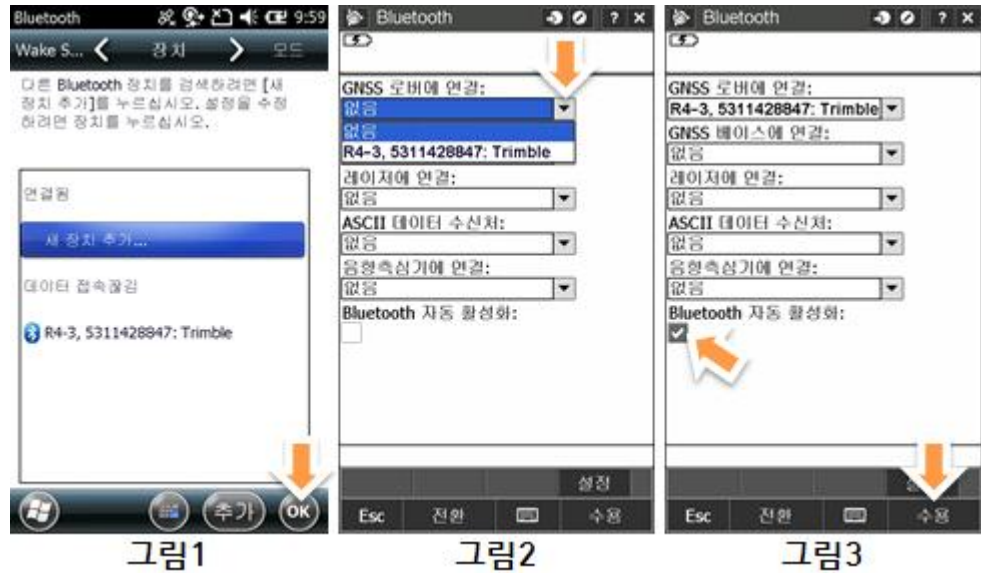 Bluetooth
9:59
Wake S...
장치
모드
다른 Bluetooth 장치를 검색하려면 [새
장치 추가]를 누르십시오. 설정을 수정
하려면 장치를 누르십시오.
연결됨
새 장치 추가...
데이터 접속끊김
R4-3, 5311428847: Trimble
추가
OK
그림1
Bluetooth
?
GNSS 로버에 연결:
없음
없음
R4-3, 5311428847: Trimble
레이저에 연결:
없음
ASCII 데이터 수신처:
없음
음향측심기에 연결:
없음
Bluetooth 자동 활성화:
설정
Esc
전환
수용
그림2
Bluetooth
?
GNSS 로버에 연결:
R4-3, 5311428847: Trimble
GNSS 베이스에 연결:
없음
레이저에 연결:
없음
ASCII 데이터 수신처:
없음
음향측심기에 연결:
없음
Bluetooth 자동 활성화:
Esc
전환
수용
그림3